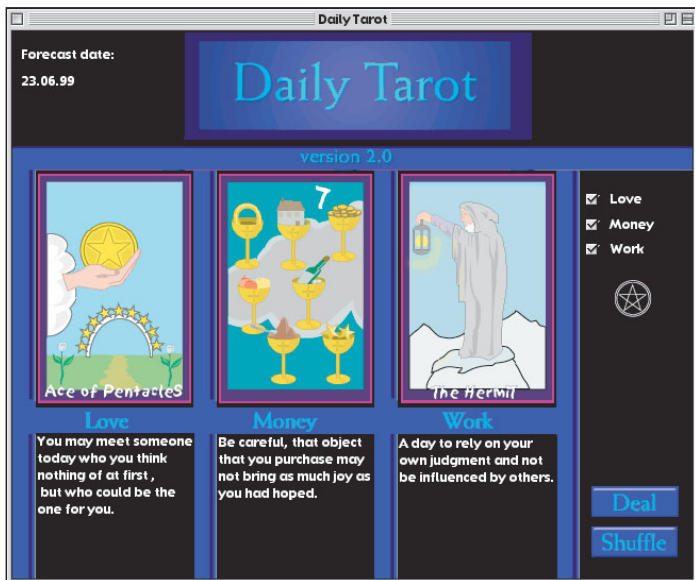 Daily Tarot
Forecast date:
23.06.99
Daily Tarot
version 2.0
Love
Money
Work
7
Ace of PentacleS
The HermiT
Love
You may meet someone
today who you think
nothing of at first ,
but who could be the
one for you.
Money
Be careful, that object
that you purchase may
not bring as much joy as
you had hoped.
Work
A day to rely on your
own judgment and not
be influenced by others.
Deal
Shuffle